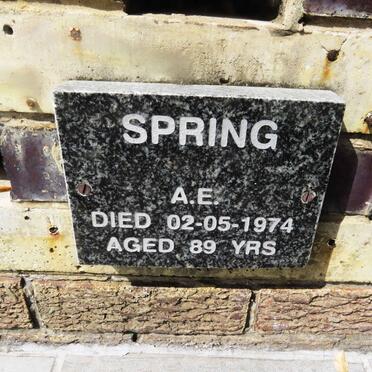 SPRING
A.E.
DIED 02-05-1974
AGED 89 YRS